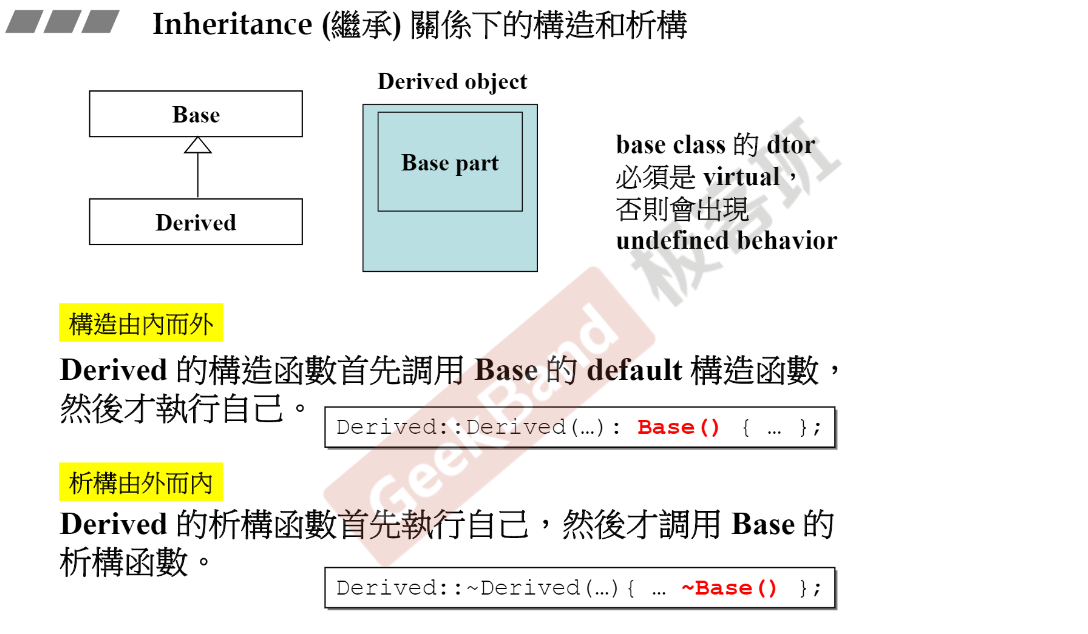 Inheritance (繼承) 關係下的構造和析構
Base
Derived
Derived object
Base part
base class 的 dtor
必須是 virtual，
否則會出現
undefined behavior
構造由內而外
Derived 的構造函數首先調用 Base 的 default 構造函數，
然後才執行自己。
Derived::Derived(…): Base() { … };
析構由外而內
Derived 的析構函數首先執行自己，然後才調用 Base 的
析構函數。
Derived::~Derived(…){ … ~Base() };
GeekBand 极客班